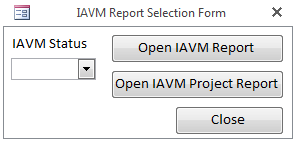 IAVM Report Selection Form
IAVM Status
Open IAVM Report
Open IAVM Project Report
Close